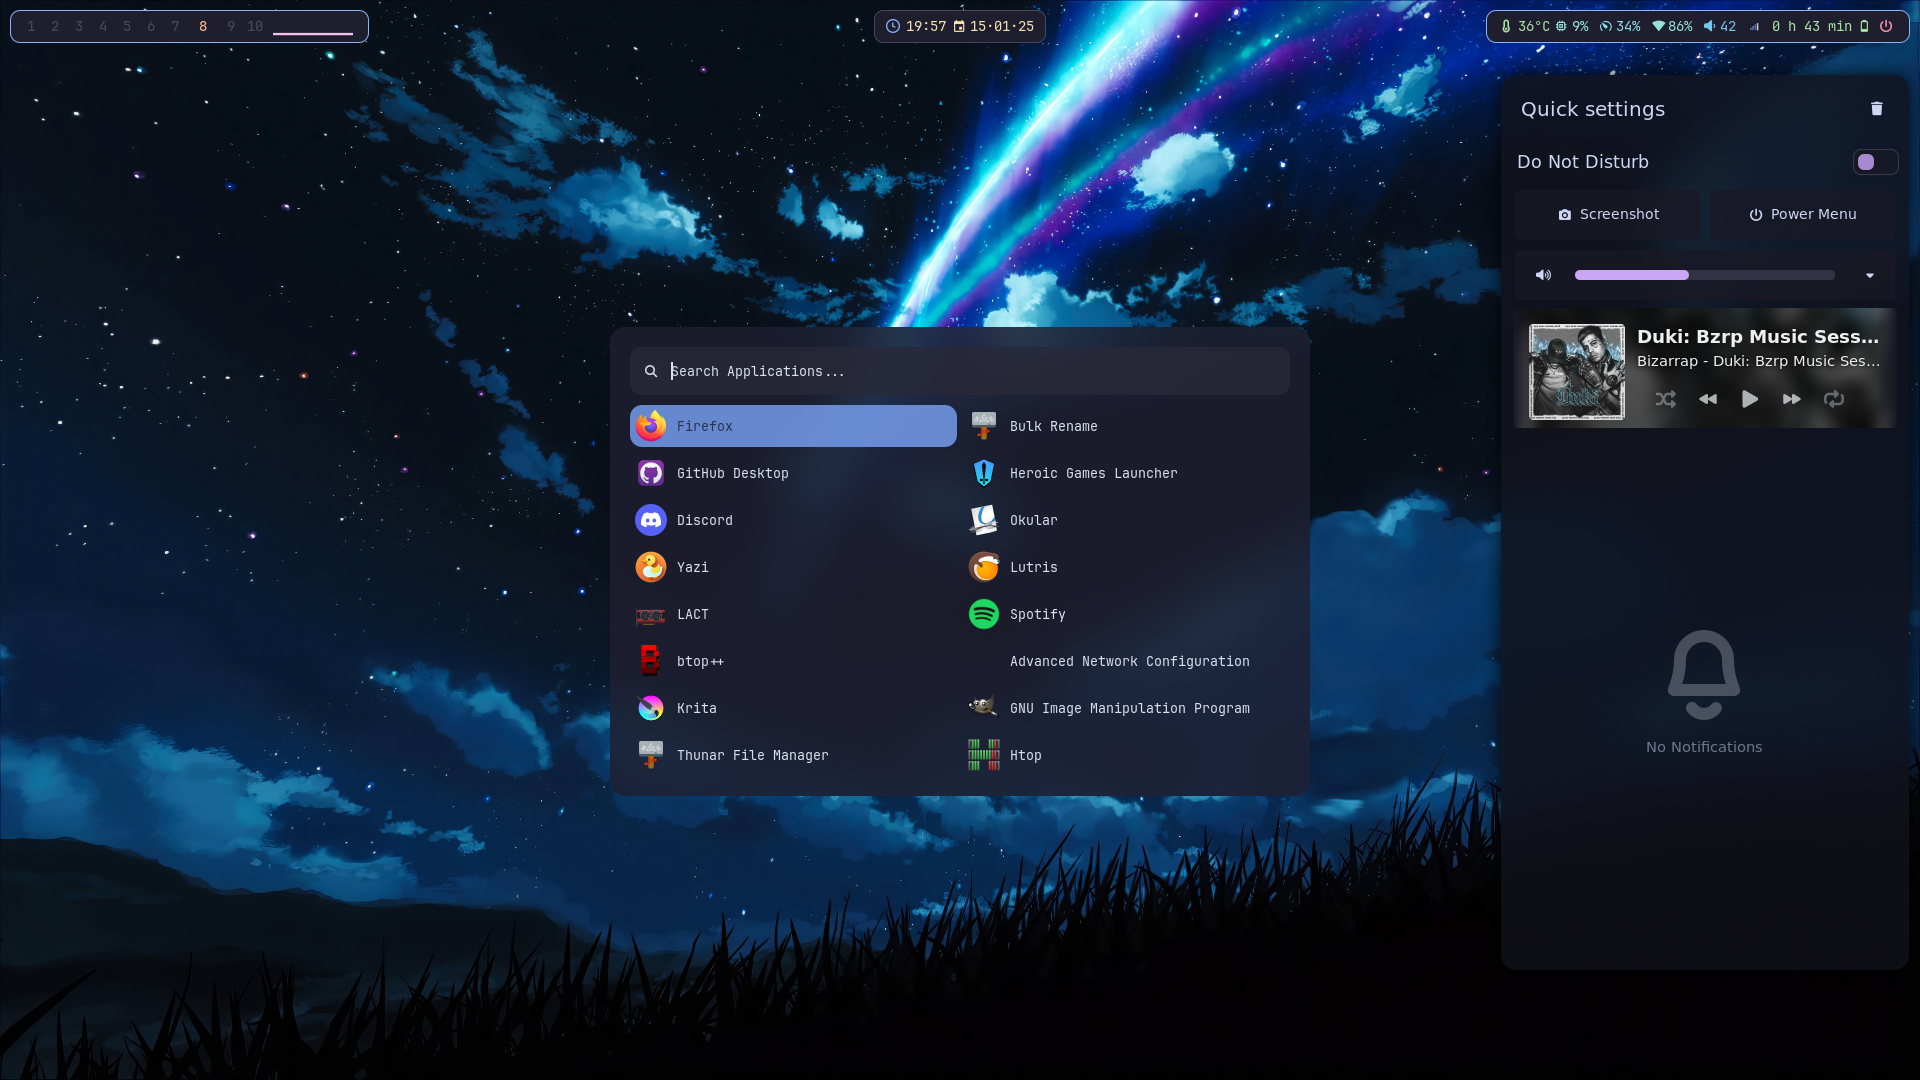 1 2 3 4 5 6 7 8 9 10
19:57 15·01·25
36°C 9% 34% 86% 42 0 h 43 min
Quick settings
Do Not Disturb
Screenshot Power Menu
Duki: Bzrp Music Sess...
Bizarrap - Duki: Bzrp Music Ses...
Duki
No Notifications
Search Applications...
Firefox Bulk Rename
GitHub Desktop Heroic Games Launcher
Discord Okular
Yazi Lutris
LACT Spotify
btop++ Advanced Network Configuration
Krita GNU Image Manipulation Program
Thunar File Manager Htop